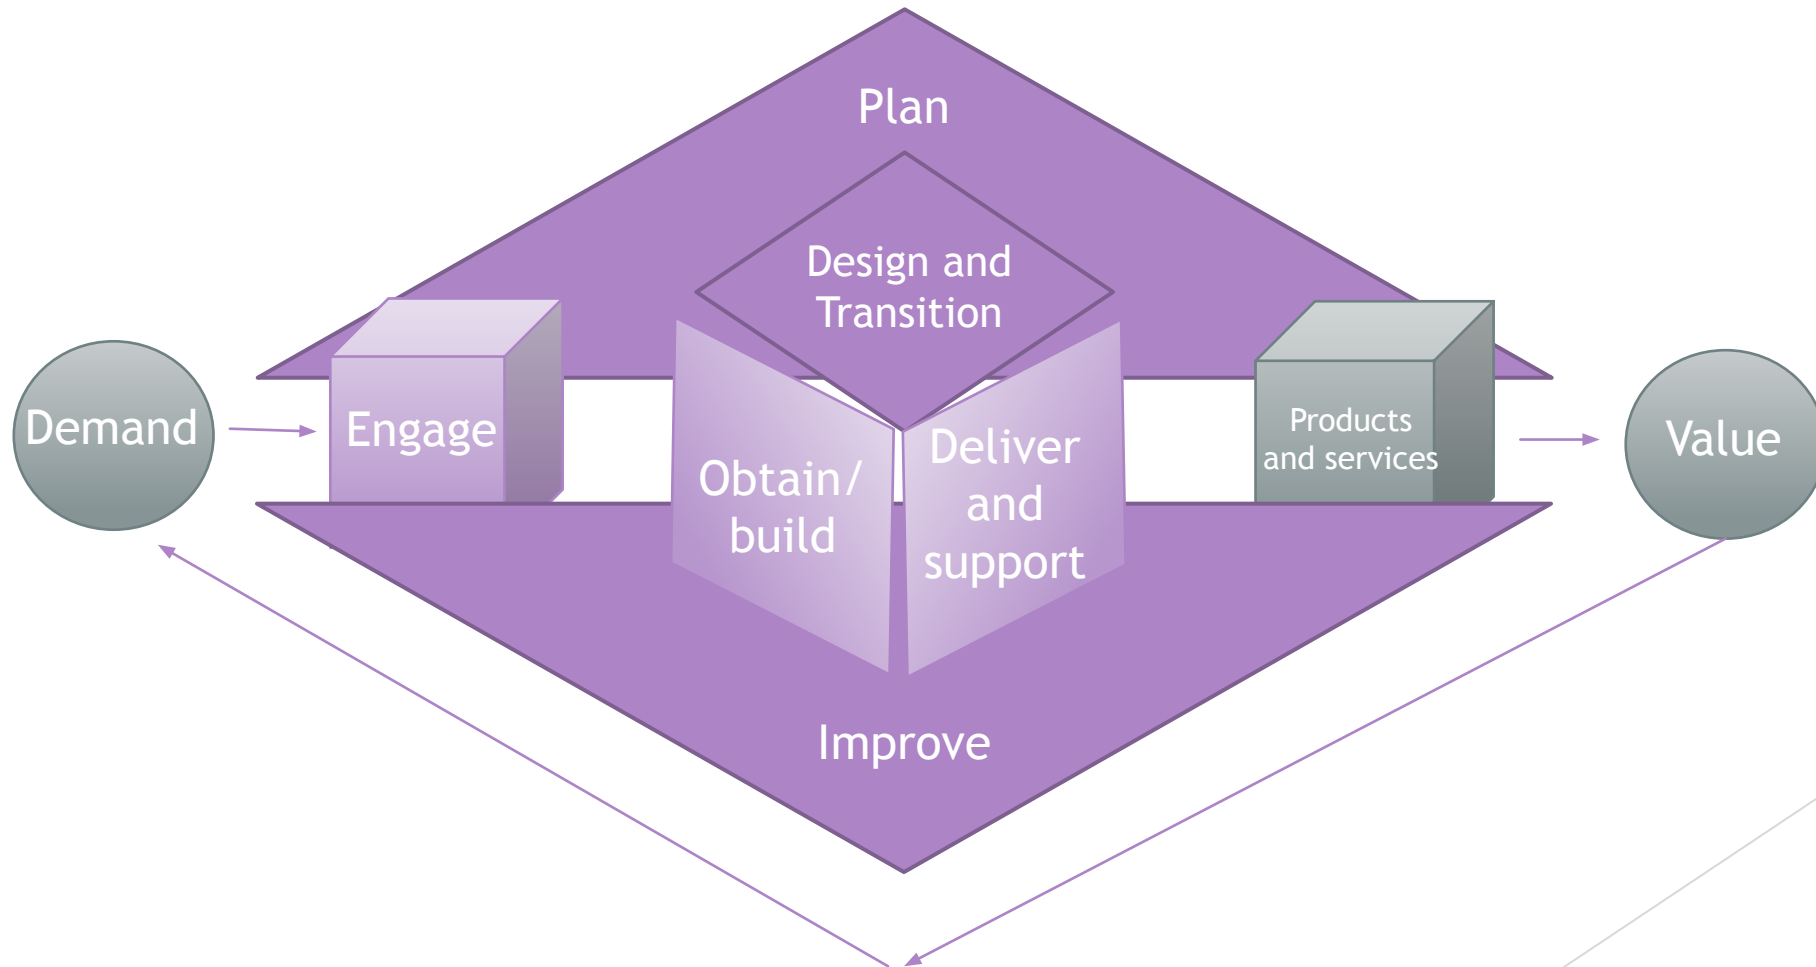 Plan
Design and
Transition
Demand
Engage
Obtain/
build
Deliver
and
support
Products
and services
Value
Improve